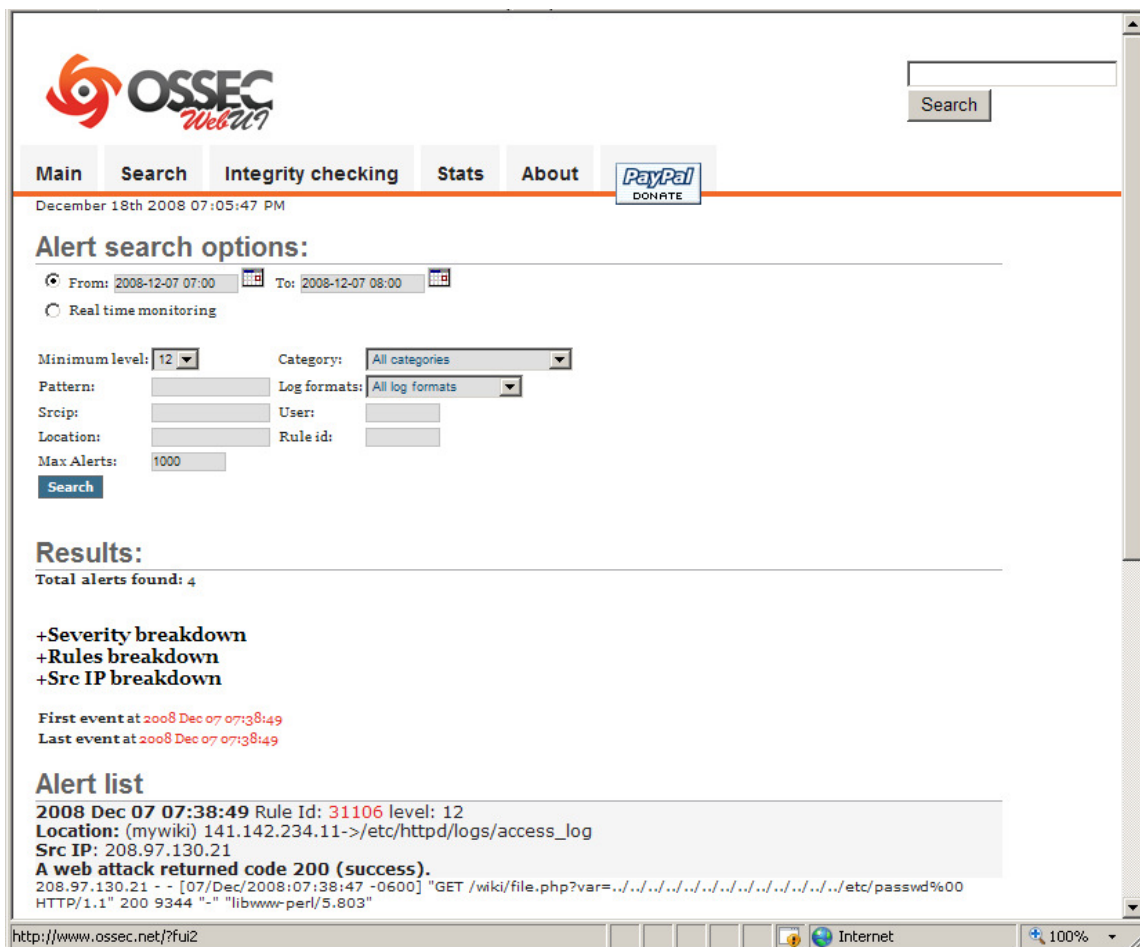 OSSEC
WebUI
Search
Main Search Integrity checking Stats About PayPal
DONATE
December 18th 2008 07:05:47 PM
Alert search options:
From: 2008-12-07 07:00 To: 2008-12-07 08:00
Real time monitoring
Minimum level: 12 Category: All categories
Pattern: Log formats: All log formats
Srcip: User:
Location: Rule id:
Max Alerts: 1000
Search
Results:
Total alerts found: 4
+Severity breakdown
+Rules breakdown
+Src IP breakdown
First event at 2008 Dec 07 07:38:49
Last event at 2008 Dec 07 07:38:49
Alert list
2008 Dec 07 07:38:49 Rule Id: 31106 level: 12
Location: (mywiki) 141.142.234.11->/etc/httpd/logs/access_log
Src IP: 208.97.130.21
A web attack returned code 200 (success).
208.97.130.21 - - [07/Dec/2008:07:38:47 -0600] "GET /wiki/file.php?var=../../../../../../../../../../../../../etc/passwd%00
HTTP/1.1" 200 9344 "-" "libwww-perl/5.803"
http://www.ossec.net/?fui2 Internet 100%